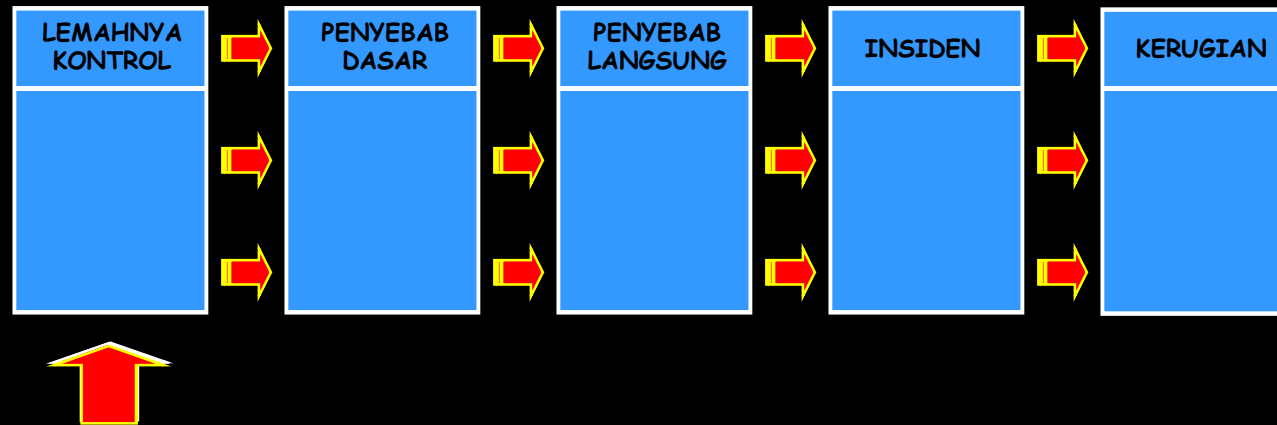 LEMAHNYA
KONTROL
PENYEBAB
DASAR
PENYEBAB
LANGSUNG
INSIDEN
KERUGIAN